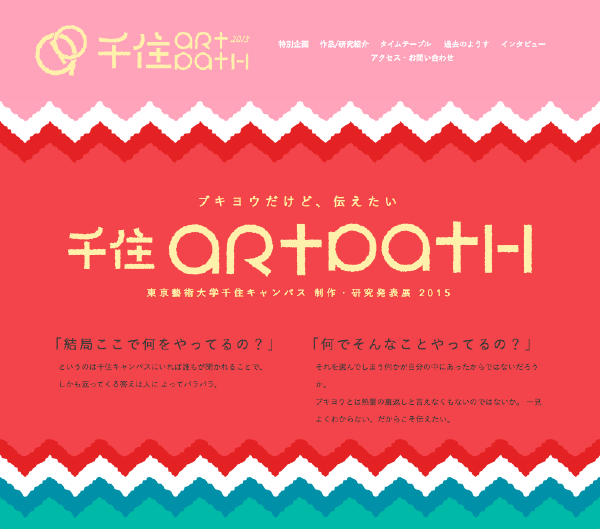 千住 art path 2015
特別企画 作品/研究紹介 タイムテーブル 過去のようす インタビュー
アクセス・お問い合わせ
ブキヨウだけど、伝えたい
千住 art path
東京藝術大学千住キャンパス 制作・研究発表展 2015
「結局ここで何をやってるの？」
というのは千住キャンパスにいれば誰もが聞かれることで、
しかも返ってくる答えは人に よってバラバラ。
「何でそんなことやってるの？」
それを選んでしまう何かが自分の中にあったからではないだろう
か。
ブキヨウとは熱量の裏返しと言えなくもないのではないか。 一見
よくわからない、だからこそ伝えたい。